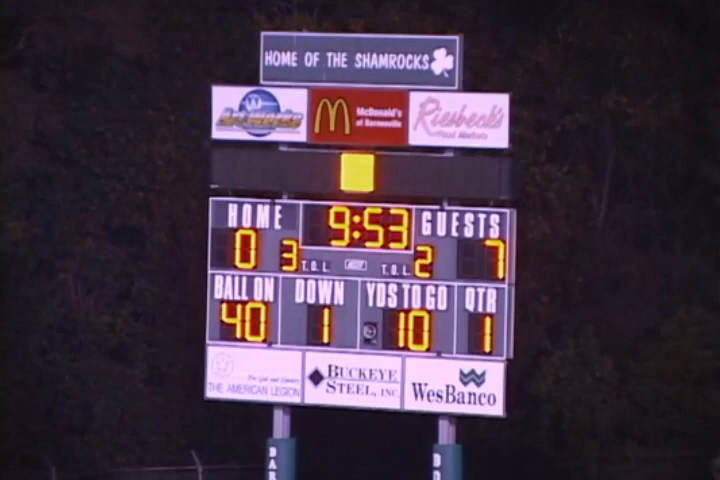 HOME OF THE SHAMROCKS
McDonald's
of Barnesville
Riesbeck's
Food Markets
HOME 9:53 GUESTS
0 3 T.O.L. T.O.L. 2 7
BALL ON DOWN YDS TO GO QTR
40 1 10 1
THE AMERICAN LEGION
BUCKEYE
STEEL, INC.
WesBanco